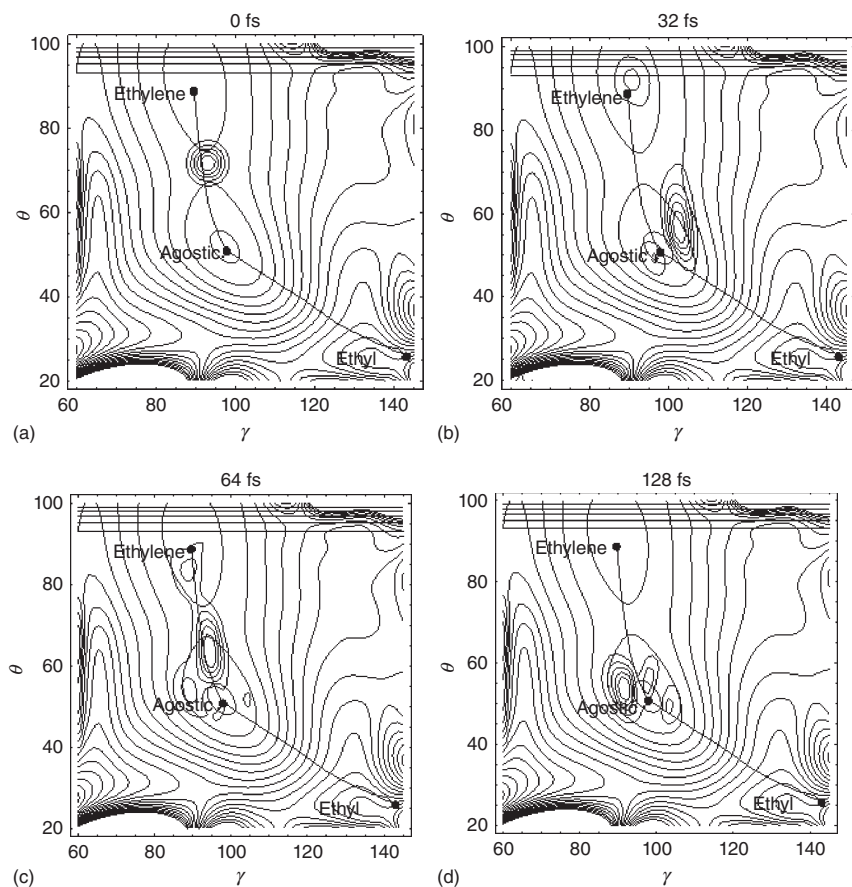 0 fs
32 fs
100
80
60
40
20
θ
Ethylene
Agostic
Ethyl
60
80
100
120
140
γ
(a)
100
80
60
40
20
θ
Ethylene
Agostic
Ethyl
60
80
100
120
140
γ
(b)
64 fs
128 fs
100
80
60
40
20
θ
Ethylene
Agostic
Ethyl
60
80
100
120
140
γ
(c)
100
80
60
40
20
θ
Ethylene
Agostic
Ethyl
60
80
100
120
140
γ
(d)